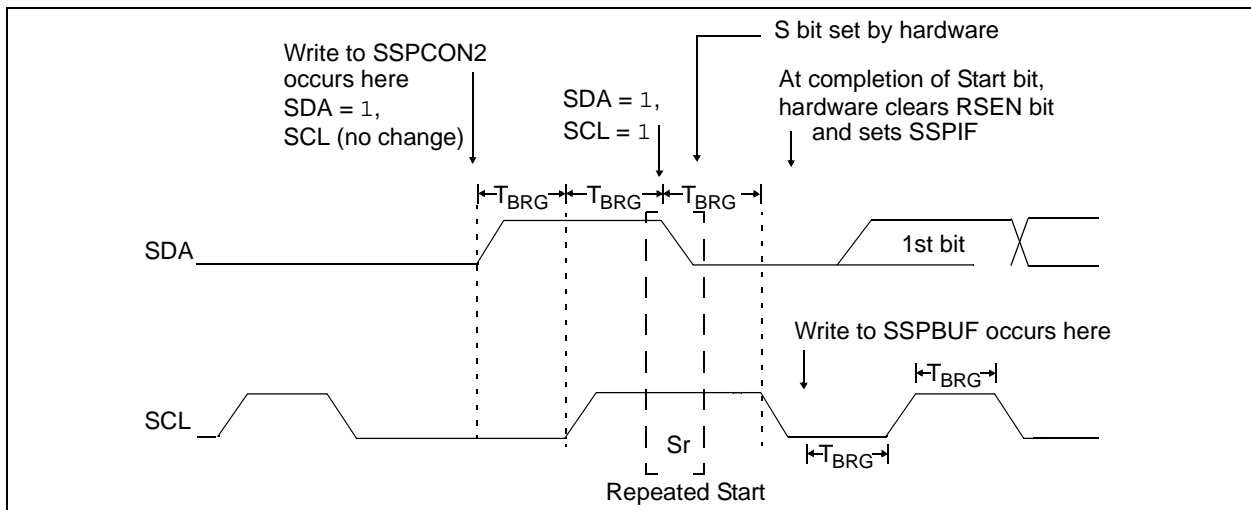 S bit set by hardware
Write to SSPCON2
occurs here
SDA = 1,
SCL (no change)
SDA = 1,
SCL = 1
At completion of Start bit,
hardware clears RSEN bit
and sets SSPIF
TBRG TBRG TBRG
SDA
1st bit
Write to SSPBUF occurs here
TBRG
SCL
Sr
TBRG
Repeated Start